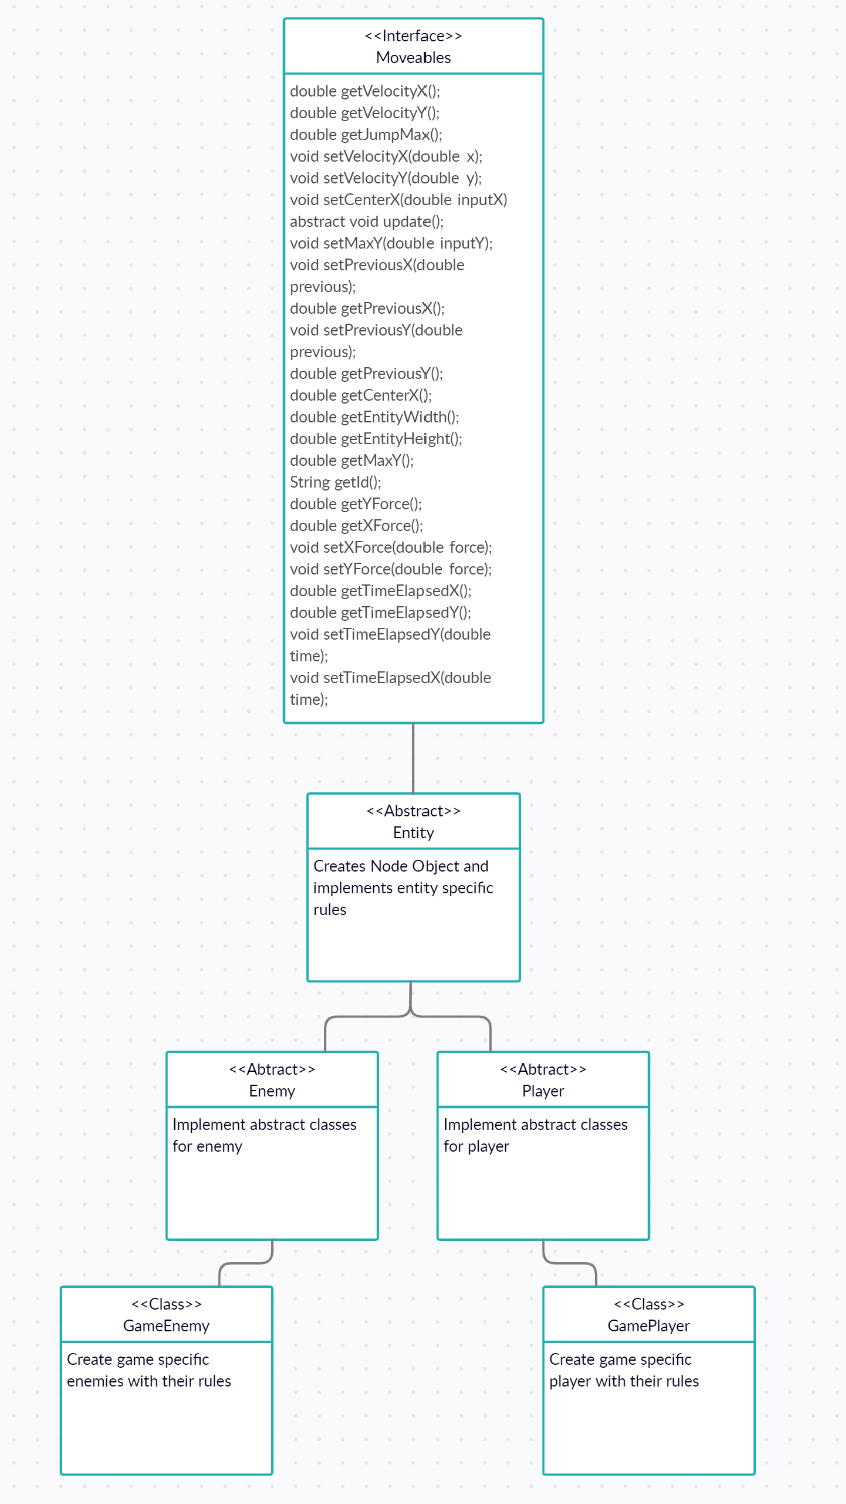 <<Interface>>
Moveables
double getVelocityX();
double getVelocityY();
double getJumpMax();
void setVelocityX(double x);
void setVelocityY(double y);
void setCenterX(double inputX)
abstract void update();
void setMaxY(double inputY);
void setPreviousX(double
previous);
double getPreviousX();
void setPreviousY(double
previous);
double getPreviousY();
double getCenterX();
double getEntityWidth();
double getEntityHeight();
double getMaxY();
String getId();
double getYForce();
double getXForce();
void setXForce(double force);
void setYForce(double force);
double getTimeElapsedX();
double getTimeElapsedY();
void setTimeElapsedY(double
time);
void setTimeElapsedX(double
time);
<<Abstract>>
Entity
Creates Node Object and
implements entity specific
rules
<<Abtract>>
Enemy
Implement abstract classes
for enemy
<<Abtract>>
Player
Implement abstract classes
for player
<<Class>>
GameEnemy
Create game specific
enemies with their rules
<<Class>>
GamePlayer
Create game specific
player with their rules